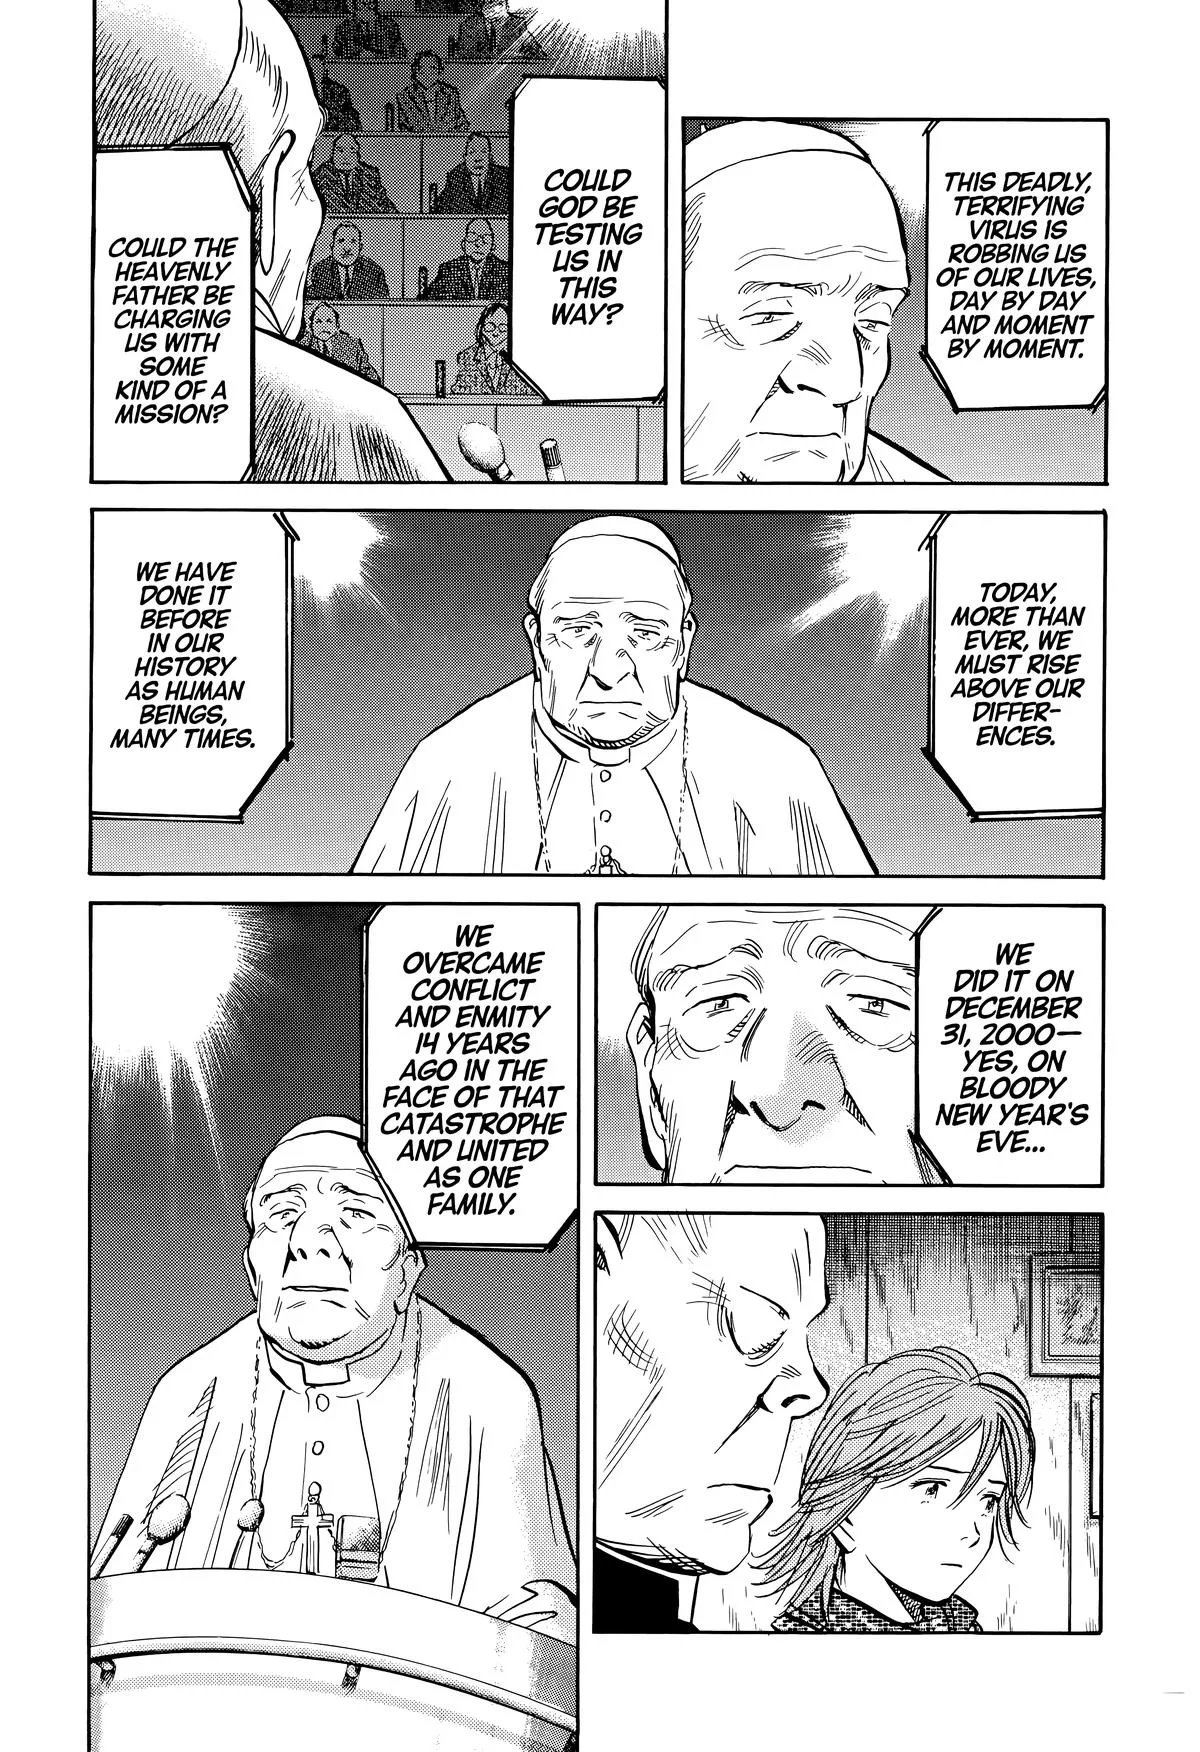 THIS DEADLY,
TERRIFYING
VIRUS IS
ROBBING US
OF OUR LIVES,
DAY BY DAY
AND MOMENT
BY MOMENT.
COULD
GOD BE
TESTING
US IN
THIS
WAY?
COULD THE
HEAVENLY
FATHER BE
CHARGING
US WITH
SOME
KIND OF A
MISSION?
TODAY,
MORE THAN
EVER, WE
MUST RISE
ABOVE OUR
DIFFER-
ENCES.
WE HAVE
DONE IT
BEFORE
IN OUR
HISTORY
AS HUMAN
BEINGS,
MANY TIMES.
WE
DID IT ON
DECEMBER
31, 2000—
YES, ON
BLOODY
NEW YEAR'S
EVE...
WE
OVERCAME
CONFLICT
AND ENMITY
14 YEARS
AGO IN THE
FACE OF THAT
CATASTROPHE
AND UNITED
AS ONE
FAMILY.